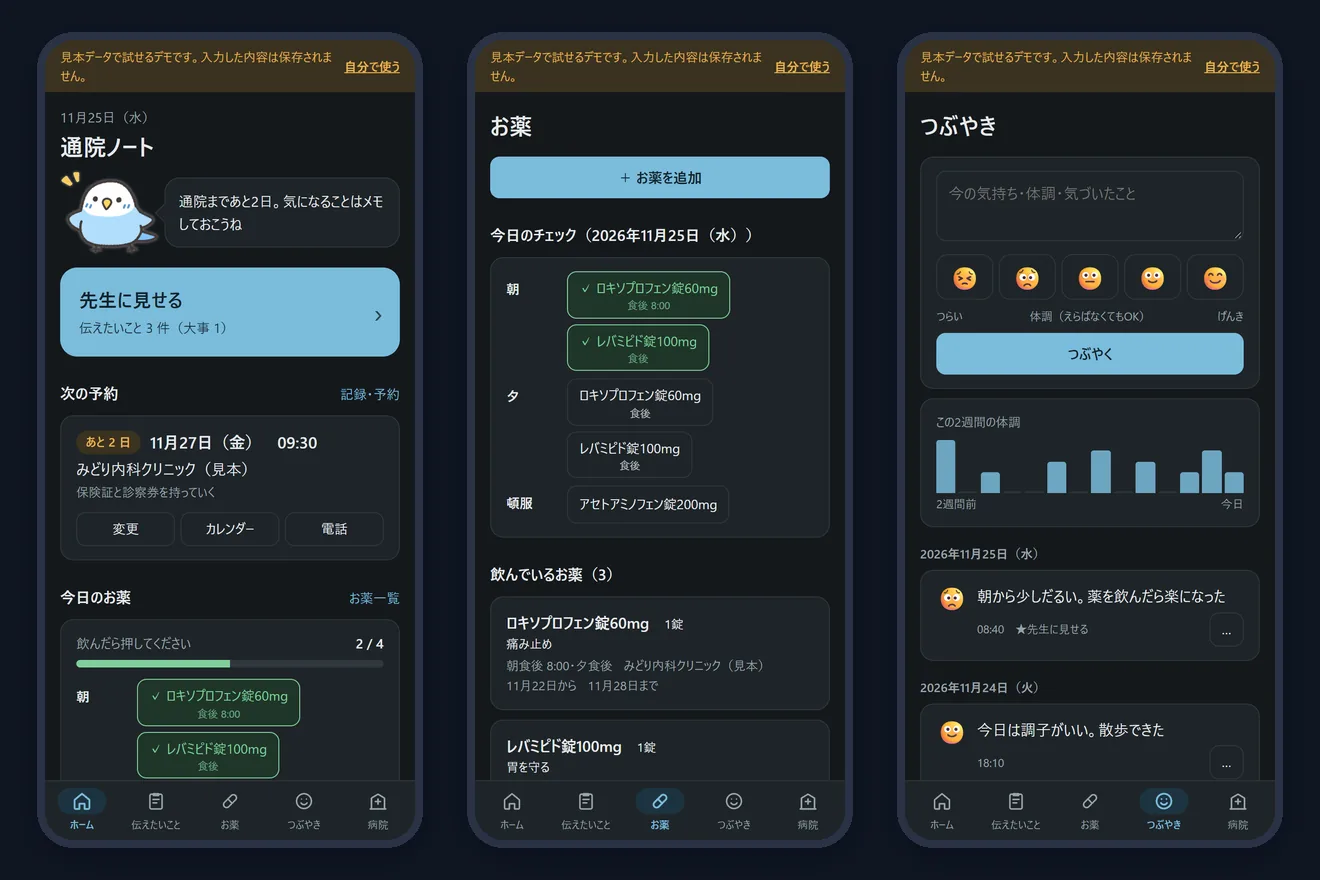 見本データで試せるデモです。入力した内容は保存されま
せん。
自分で使う
11月25日（水）
通院ノート
通院まであと2日。気になることはメモ
しておこうね
先生に見せる
伝えたいこと 3 件（大事 1）
›
次の予約
記録・予約
あと 2 日 11月27日（金） 09:30
みどり内科クリニック（見本）
保険証と診察券を持っていく
変更 カレンダー 電話
今日のお薬
お薬一覧
飲んだら押してください
2 / 4
朝
✓ ロキソプロフェン錠60mg
食後 8:00
✓ レバミピド錠100mg
食後
ホーム 伝えたいこと お薬 つぶやき 病院
見本データで試せるデモです。入力した内容は保存されま
せん。
自分で使う
お薬
＋ お薬を追加
今日のチェック（2026年11月25日（水））
朝
✓ ロキソプロフェン錠60mg
食後 8:00
✓ レバミピド錠100mg
食後
夕
ロキソプロフェン錠60mg
食後
レバミピド錠100mg
食後
頓服
アセトアミノフェン錠200mg
飲んでいるお薬（3）
ロキソプロフェン錠60mg 1錠
痛み止め
朝食後 8:00・夕食後 みどり内科クリニック（見本）
11月22日から 11月28日まで
レバミピド錠100mg 1錠
胃を守る
ホーム 伝えたいこと お薬 つぶやき 病院
見本データで試せるデモです。入力した内容は保存されま
せん。
自分で使う
つぶやき
今の気持ち・体調・気づいたこと
つらい 体調（えらばなくてもOK） げんき
つぶやく
この2週間の体調
2週間前 今日
2026年11月25日（水）
朝から少しだるい。薬を飲んだら楽になった
08:40 ★先生に見せる
…
2026年11月24日（火）
今日は調子がいい。散歩できた
18:10
…
ホーム 伝えたいこと お薬 つぶやき 病院